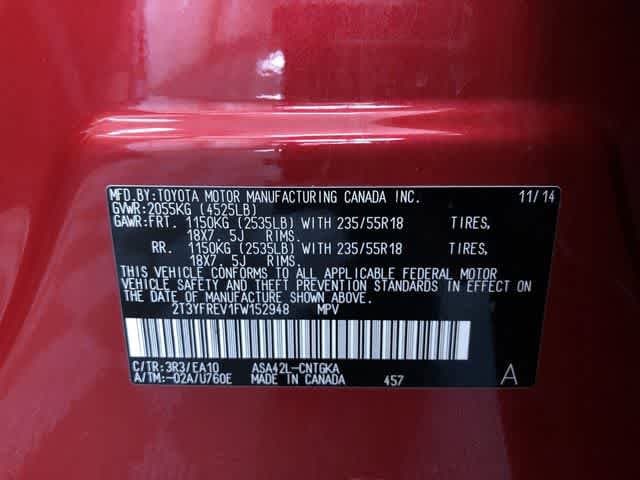 MFD.BY:TOYOTA MOTOR MANUFACTURING CANADA INC. 11/14
GVWR:2055KG (4525LB)
GAWR:FRT. 1150KG (2535LB) WITH 235/55R18 TIRES,
18X7. 5J RIMS.
RR. 1150KG (2535LB) WITH 235/55R18 TIRES,
18X7. 5J RIMS.
THIS VEHICLE CONFORMS TO ALL APPLICABLE FEDERAL MOTOR
VEHICLE SAFETY AND THEFT PREVENTION STANDARDS IN EFFECT ON
THE DATE OF MANUFACTURE SHOWN ABOVE.
2T3YFREV1FW152948 MPV
C/TR:3R3/EA10 ASA42L-CNTGKA
A/TM:-02A/U760E MADE IN CANADA 457 A